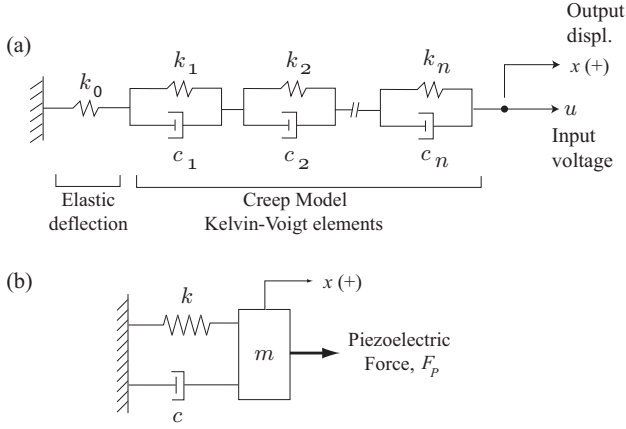 Output
displ.
(a)
k₀
k₁
k₂
kₙ
x (+)
u
c₁
c₂
cₙ
Input
voltage
Elastic
deflection
Creep Model
Kelvin-Voigt elements
(b)
x (+)
k
m
Piezoelectric
Force, F_P
c